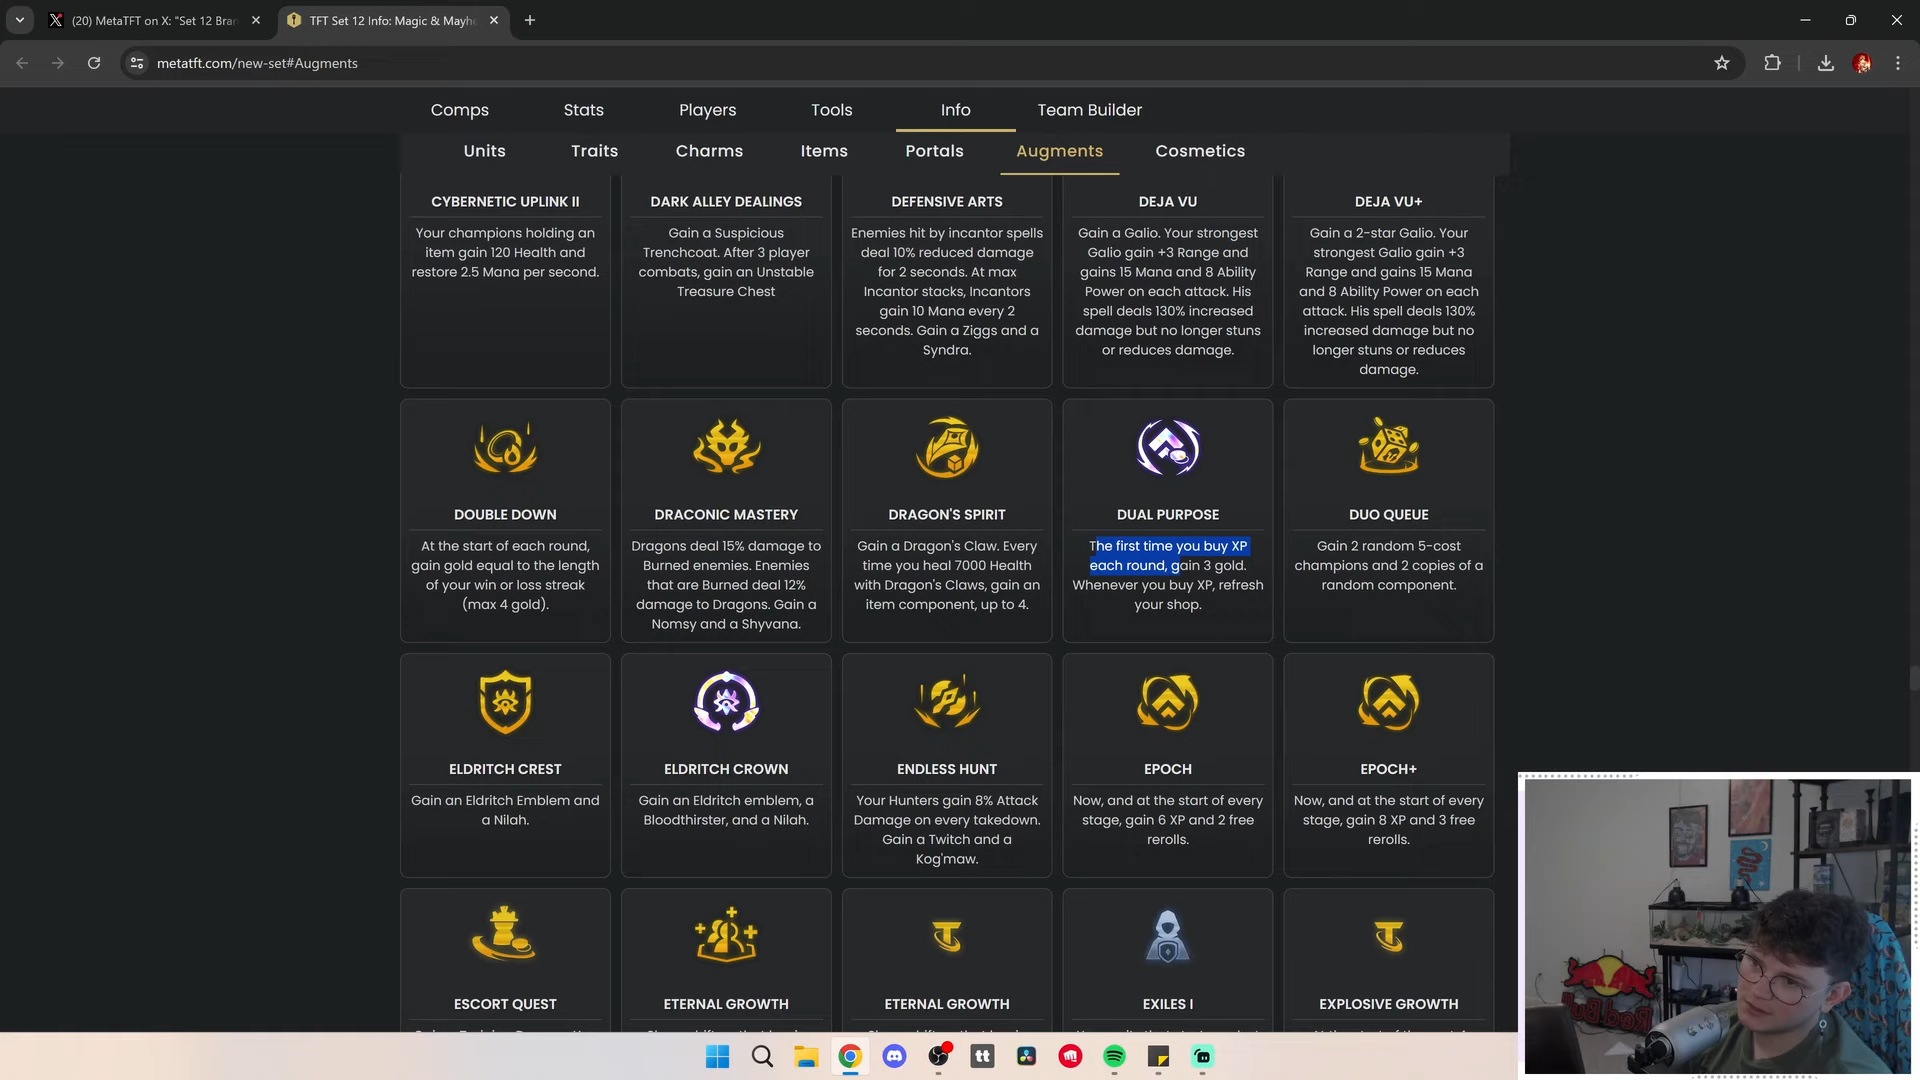 (20) MetaTFT on X: "Set 12 Bran
TFT Set 12 Info: Magic & Mayhe
metatft.com/new-set#Augments
Comps
Stats
Players
Tools
Info
Team Builder
Units
Traits
Charms
Items
Portals
Augments
Cosmetics
CYBERNETIC UPLINK II
Your champions holding an
item gain 120 Health and
restore 2.5 Mana per second.
DARK ALLEY DEALINGS
Gain a Suspicious
Trenchcoat. After 3 player
combats, gain an Unstable
Treasure Chest
DEFENSIVE ARTS
Enemies hit by incantor spells
deal 10% reduced damage
for 2 seconds. At max
Incantor stacks, Incantors
gain 10 Mana every 2
seconds. Gain a Ziggs and a
Syndra.
DEJA VU
Gain a Galio. Your strongest
Galio gain +3 Range and
gains 15 Mana and 8 Ability
Power on each attack. His
spell deals 130% increased
damage but no longer stuns
or reduces damage.
DEJA VU+
Gain a 2-star Galio. Your
strongest Galio gain +3
Range and gains 15 Mana
and 8 Ability Power on each
attack. His spell deals 130%
increased damage but no
longer stuns or reduces
damage.
DOUBLE DOWN
At the start of each round,
gain gold equal to the length
of your win or loss streak
(max 4 gold).
DRACONIC MASTERY
Dragons deal 15% damage to
Burned enemies. Enemies
that are Burned deal 12%
damage to Dragons. Gain a
Nomsy and a Shyvana.
DRAGON'S SPIRIT
Gain a Dragon's Claw. Every
time you heal 7000 Health
with Dragon's Claws, gain an
item component, up to 4.
DUAL PURPOSE
The first time you buy XP
each round, gain 3 gold.
Whenever you buy XP, refresh
your shop.
DUO QUEUE
Gain 2 random 5-cost
champions and 2 copies of a
random component.
ELDRITCH CREST
Gain an Eldritch Emblem and
a Nilah.
ELDRITCH CROWN
Gain an Eldritch emblem, a
Bloodthirster, and a Nilah.
ENDLESS HUNT
Your Hunters gain 8% Attack
Damage on every takedown.
Gain a Twitch and a
Kog'maw.
EPOCH
Now, and at the start of every
stage, gain 6 XP and 2 free
rerolls.
EPOCH+
Now, and at the start of every
stage, gain 8 XP and 3 free
rerolls.
ESCORT QUEST
ETERNAL GROWTH
ETERNAL GROWTH
EXILES I
EXPLOSIVE GROWTH
Red Bull